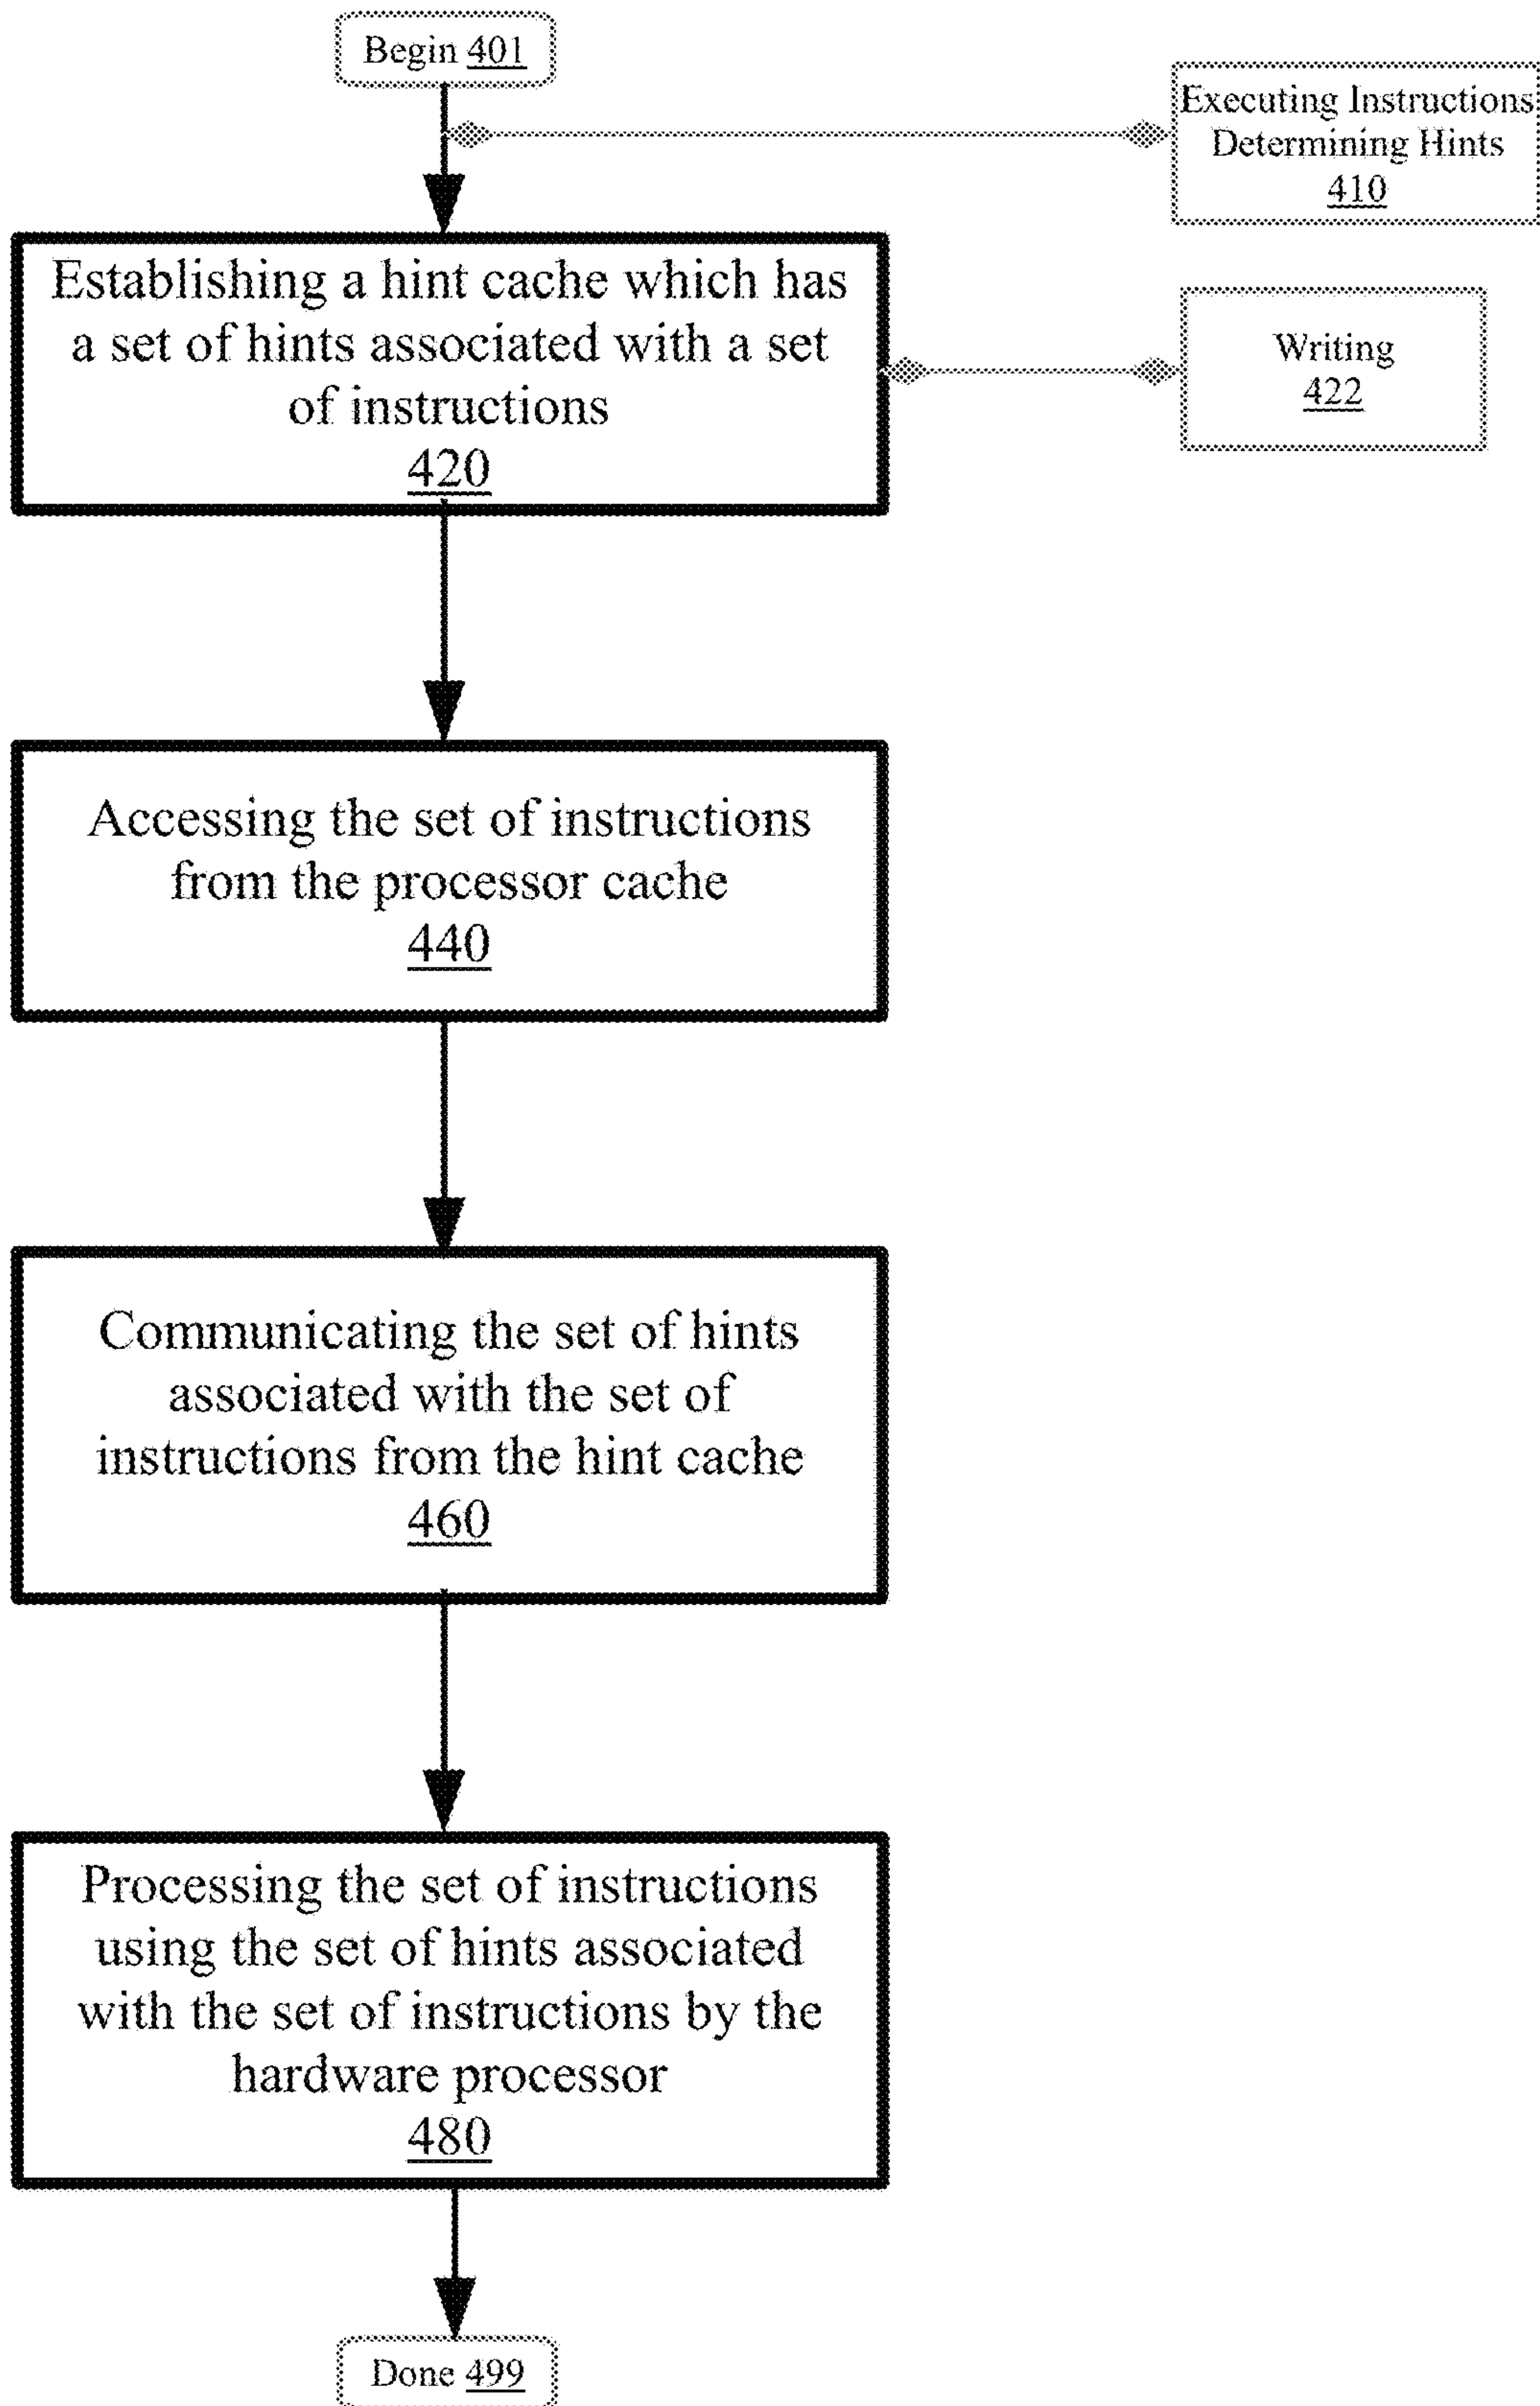 Begin 401
Executing Instructions
Determining Hints
410
Establishing a hint cache which has
a set of hints associated with a set
of instructions
420
Writing
422
Accessing the set of instructions
from the processor cache
440
Communicating the set of hints
associated with the set of
instructions from the hint cache
460
Processing the set of instructions
using the set of hints associated
with the set of instructions by the
hardware processor
480
Done 499